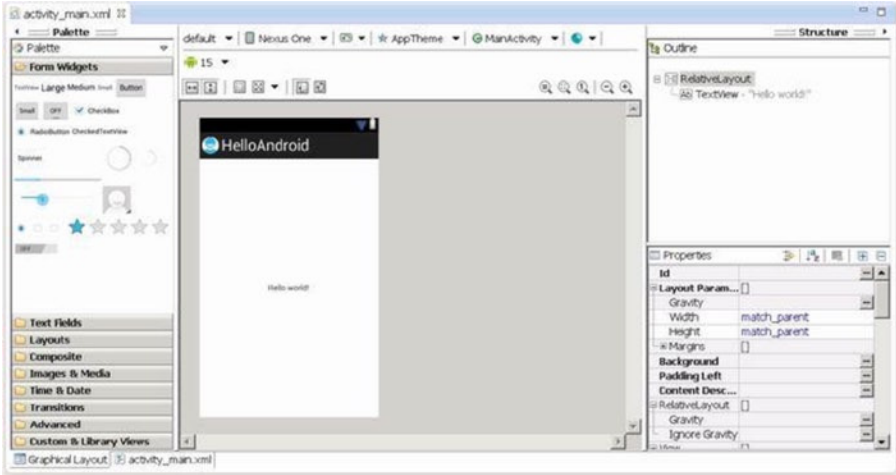 activity_main.xml
Palette
Palette
Form Widgets
TextView Large Medium Small Button
Small OFF CheckBox
RadioButton CheckedTextView
Spinner
OFF
Text Fields
Layouts
Composite
Images & Media
Time & Date
Transitions
Advanced
Custom & Library Views
default Nexus One AppTheme MainActivity
15
HelloAndroid
Hello world!
Structure
Outline
RelativeLayout
Ab TextView - "Hello world!"
Properties
Id
Layout Param... []
Gravity
Width match_parent
Height match_parent
Margins []
Background
Padding Left
Content Desc...
RelativeLayout []
Gravity
Ignore Gravity
View []
Graphical Layout activity_main.xml